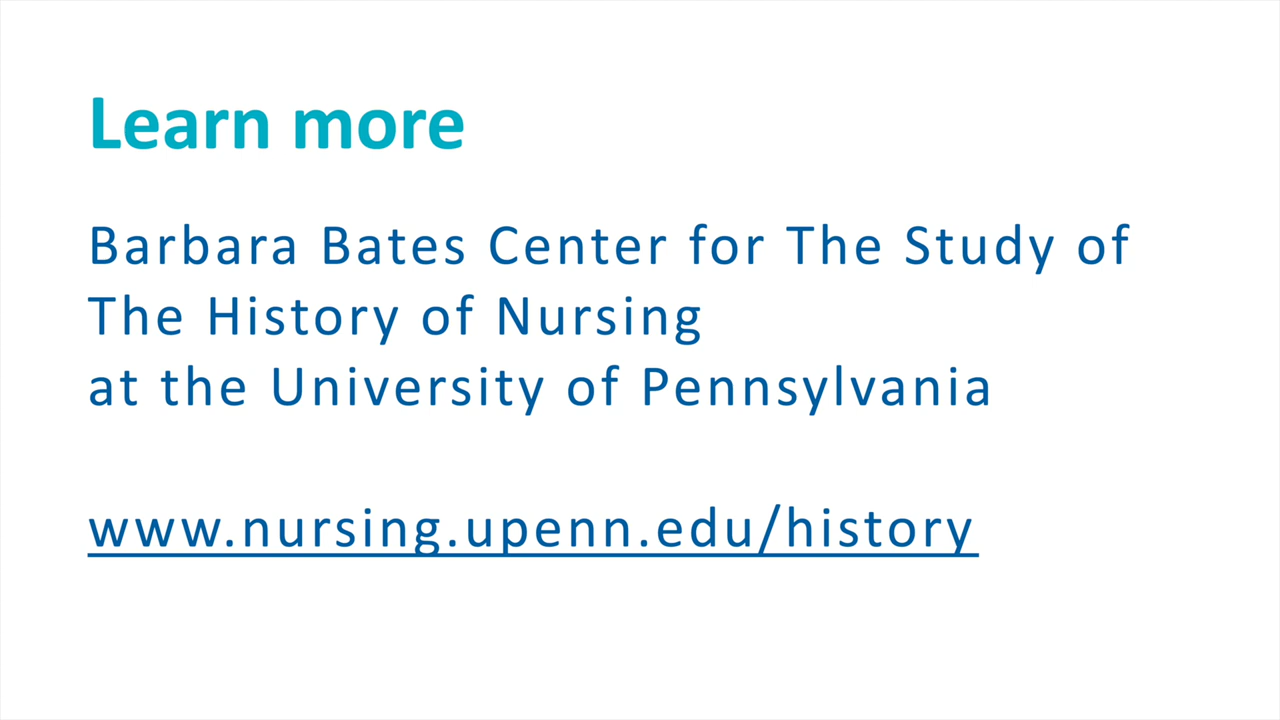 Learn more
Barbara Bates Center for The Study of
The History of Nursing
at the University of Pennsylvania
www.nursing.upenn.edu/history